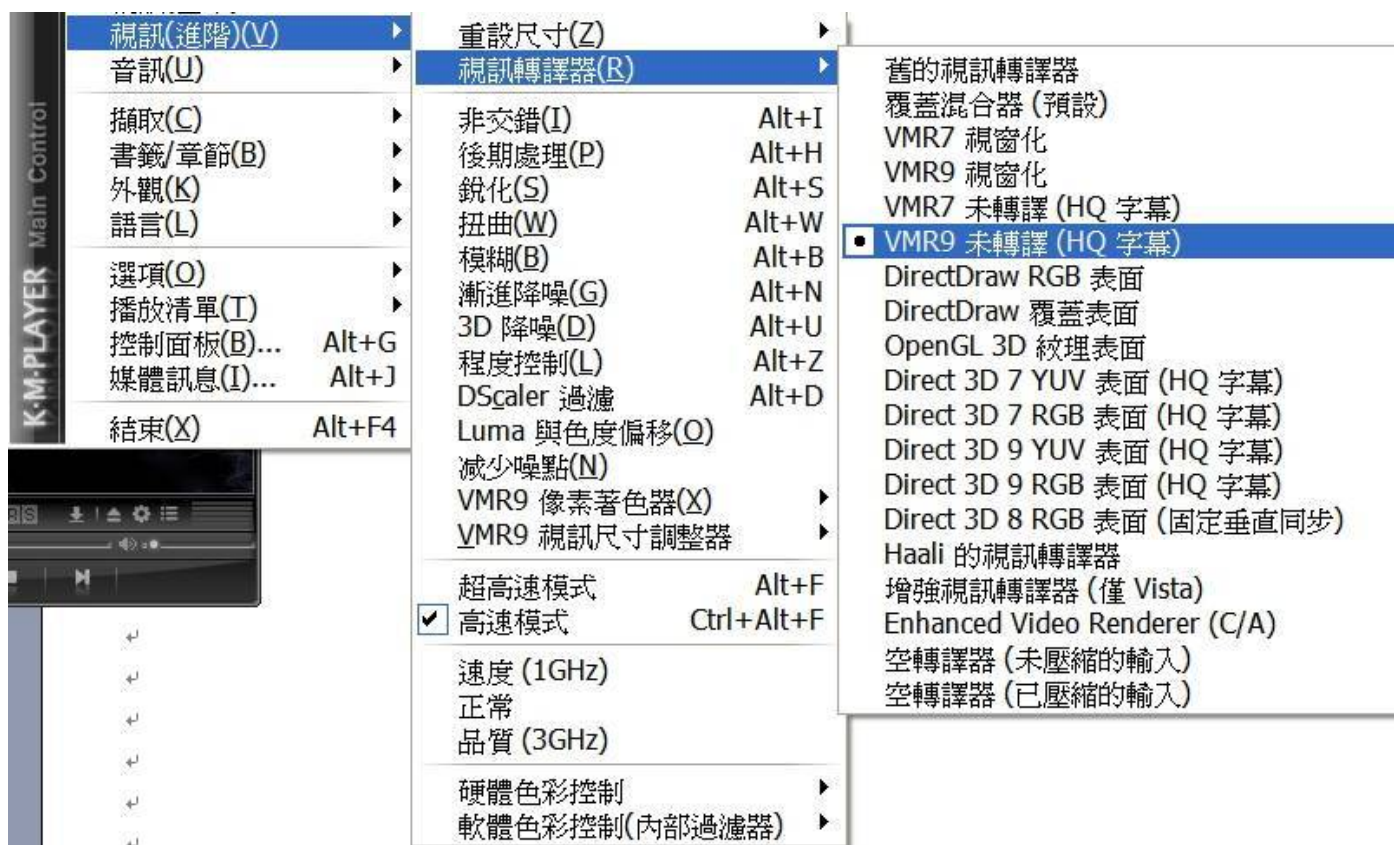 視訊(進階)(V)
音訊(U)
擷取(C)
書籤/章節(B)
外觀(K)
語言(L)
選項(O)
播放清單(T)
控制面板(B)... Alt+G
媒體訊息(I)... Alt+J
結束(X) Alt+F4
K·M·PLAYER Main Control
重設尺寸(Z)
視訊轉譯器(R)
非交錯(I) Alt+I
後期處理(P) Alt+H
銳化(S) Alt+S
扭曲(W) Alt+W
模糊(B) Alt+B
漸進降噪(G) Alt+N
3D 降噪(D) Alt+U
程度控制(L) Alt+Z
DScaler 過濾 Alt+D
Luma 與色度偏移(O)
減少噪點(N)
VMR9 像素著色器(X)
VMR9 視訊尺寸調整器
超高速模式 Alt+F
高速模式 Ctrl+Alt+F
速度 (1GHz)
正常
品質 (3GHz)
硬體色彩控制
軟體色彩控制(內部過濾器)
舊的視訊轉譯器
覆蓋混合器 (預設)
VMR7 視窗化
VMR9 視窗化
VMR7 未轉譯 (HQ 字幕)
VMR9 未轉譯 (HQ 字幕)
DirectDraw RGB 表面
DirectDraw 覆蓋表面
OpenGL 3D 紋理表面
Direct 3D 7 YUV 表面 (HQ 字幕)
Direct 3D 7 RGB 表面 (HQ 字幕)
Direct 3D 9 YUV 表面 (HQ 字幕)
Direct 3D 9 RGB 表面 (HQ 字幕)
Direct 3D 8 RGB 表面 (固定垂直同步)
Haali 的視訊轉譯器
增強視訊轉譯器 (僅 Vista)
Enhanced Video Renderer (C/A)
空轉譯器 (未壓縮的輸入)
空轉譯器 (已壓縮的輸入)